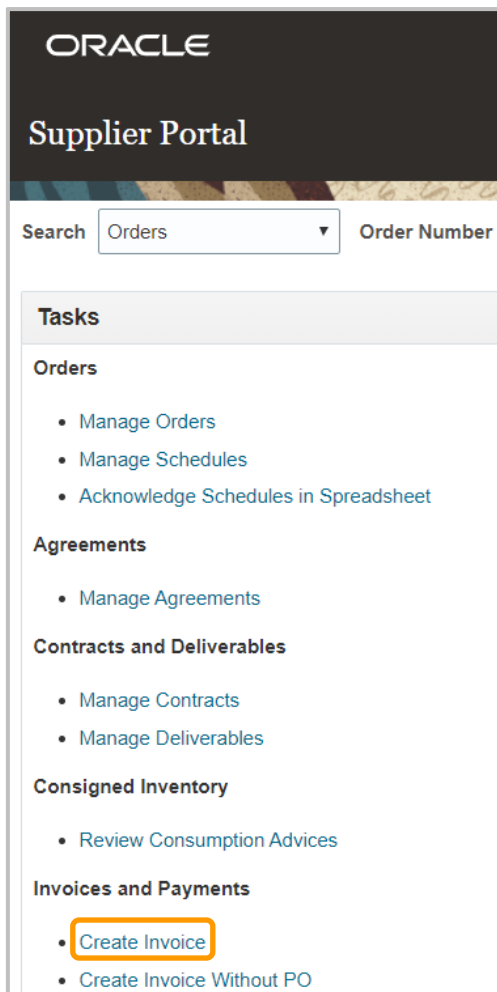 ORACLE
Supplier Portal
Search Orders Order Number
Tasks
Orders
Manage Orders
Manage Schedules
Acknowledge Schedules in Spreadsheet
Agreements
Manage Agreements
Contracts and Deliverables
Manage Contracts
Manage Deliverables
Consigned Inventory
Review Consumption Advices
Invoices and Payments
Create Invoice
Create Invoice Without PO